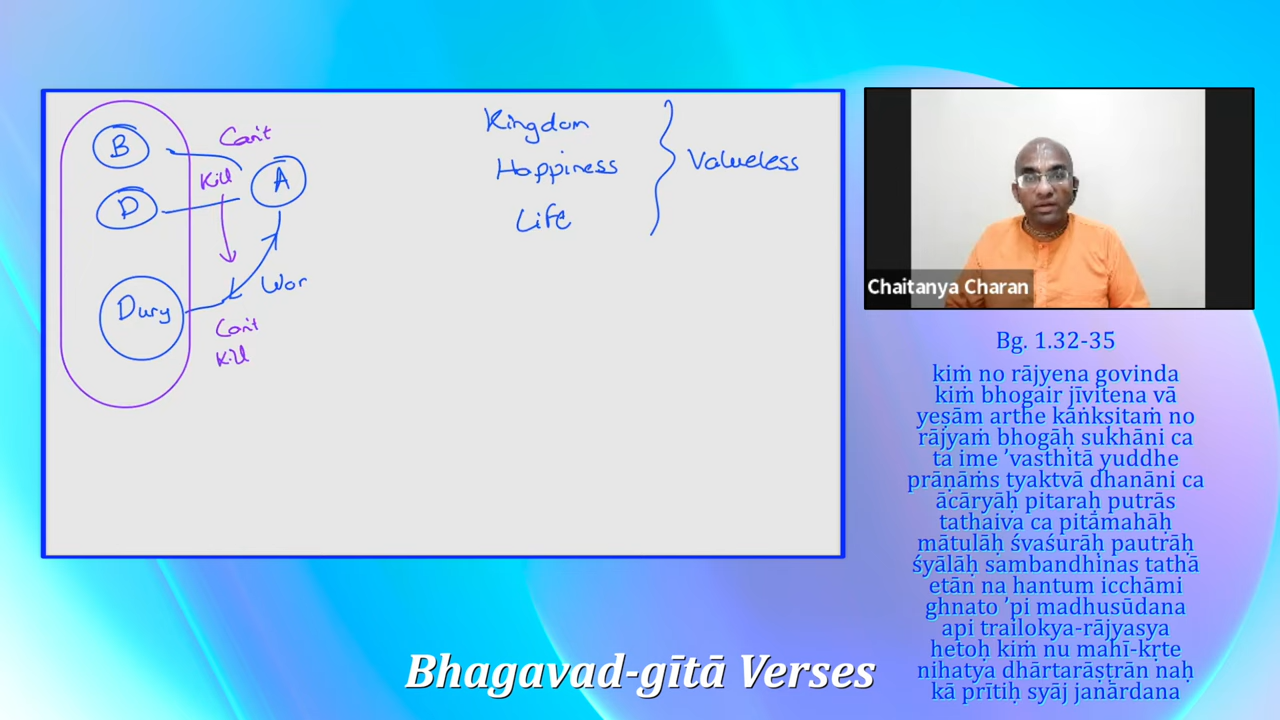 B
D
Dury
Can't
Kill
A
War
Can't
Kill
Kingdom
Happiness
Life
Valueless
Chaitanya Charan
Bg. 1.32-35
kiṁ no rājyena govinda
kiṁ bhogair jīvitena vā
yeṣām arthe kāṅkṣitaṁ no
rājyaṁ bhogāḥ sukhāni ca
ta ime ’vasthitā yuddhe
prāṇāṁs tyaktvā dhanāni ca
ācāryāḥ pitaraḥ putrās
tathaiva ca pitāmahāḥ
mātulāḥ śvaśurāḥ pautrāḥ
śyālāḥ sambandhinas tathā
etān na hantum icchāmi
ghnato ’pi madhusūdana
api trailokya-rājyasya
hetoḥ kiṁ nu mahī-kṛte
nihatya dhārtarāṣṭrān naḥ
kā prītiḥ syāj janārdana
Bhagavad-gītā Verses